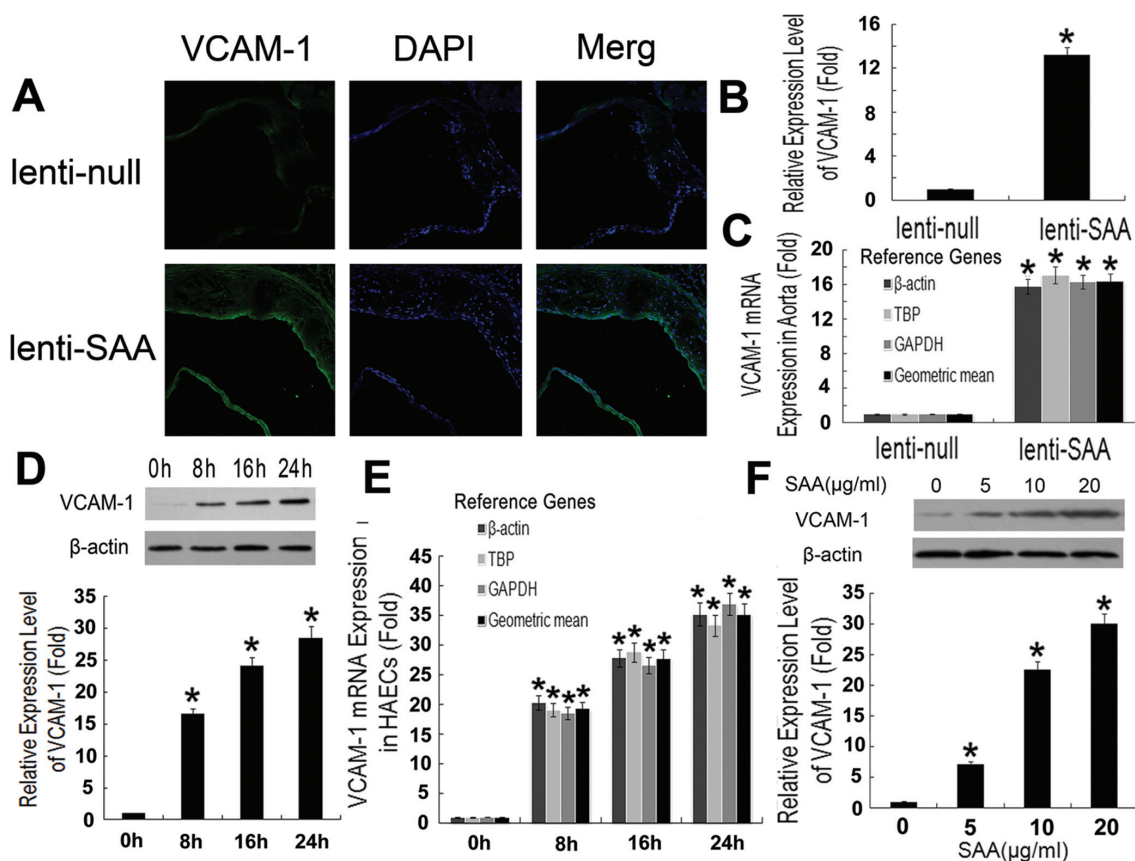 VCAM-1 DAPI Merg
A
lenti-null
lenti-SAA
B
Relative Expression Level
of VCAM-1 (Fold)
16
12
8
4
0
*
lenti-null lenti-SAA
C
VCAM-1 mRNA
Expression in Aorta (Fold)
20
16
12
8
4
0
Reference Genes
β-actin
TBP
GAPDH
Geometric mean
* * * *
lenti-null lenti-SAA
D
0h 8h 16h 24h
VCAM-1
β-actin
Relative Expression Level
of VCAM-1 (Fold)
35
30
25
20
15
10
5
0
* * *
0h 8h 16h 24h
E
Reference Genes
β-actin
TBP
GAPDH
Geometric mean
VCAM-1 mRNA Expression
in HAECs (Fold)
45
40
35
30
25
20
15
10
5
0
* * * * * * * * * * * *
0h 8h 16h 24h
F
SAA(μg/ml) 0 5 10 20
VCAM-1
β-actin
Relative Expression Level
of VCAM-1 (Fold)
35
30
25
20
15
10
5
0
* * *
0 5 10 20
SAA(μg/ml)